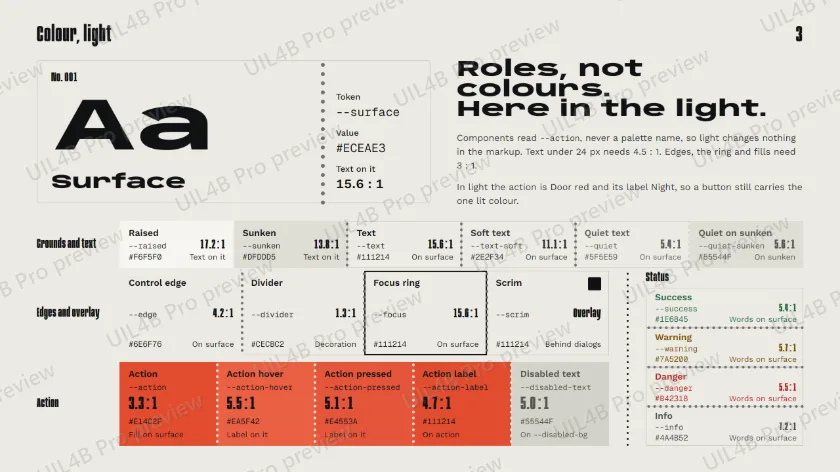 Colour, light
3
No. 001
Aa
Surface
Token
--surface
Value
#ECEAE3
Text on it
15.6 : 1
Roles, not
colours.
Here in the light.
Components read --action, never a palette name, so light changes nothing
in the markup. Text under 24 px needs 4.5 : 1. Edges, the ring and fills need
3 : 1.
In light the action is Door red and its label Night, so a button still carries the
one lit colour.
Grounds and text
Raised
--raised 17.2 : 1
#F6F5F0 Text on it
Sunken
--sunken 13.8 : 1
#DFDDD5 Text on it
Text
--text 15.6 : 1
#111214 On surface
Soft text
--text-soft 11.1 : 1
#2E2F34 On surface
Quiet text
--quiet 5.4 : 1
#5F5E59 On surface
Quiet on sunken
--quiet-sunken 5.6 : 1
#55544F On sunken
Edges and overlay
Control edge
--edge 4.2 : 1
#6E6F76 On surface
Divider
--divider 1.3 : 1
#CECBC2 Decoration
Focus ring
--focus 15.6 : 1
#111214 On surface
Scrim
--scrim Overlay
#111214 Behind dialogs
Action
Action
--action
3.3 : 1
Fill on surface
Action hover
--action-hover
5.5 : 1
Label on it
Action pressed
--action-pressed
5.1 : 1
#E4553A
Label on it
Action label
--action-label
4.7 : 1
#111214
On action
Disabled text
--disabled-text
5.0 : 1
#55544F
On --disabled-bg
Status
Success
--success 5.4 : 1
#1E6B45 Words on surface
Warning
--warning 5.7 : 1
#7A5200 Words on surface
Danger
--danger 5.5 : 1
#B42318 Words on surface
Info
--info
#4A4B52 Words on surface
UIL4B Pro preview